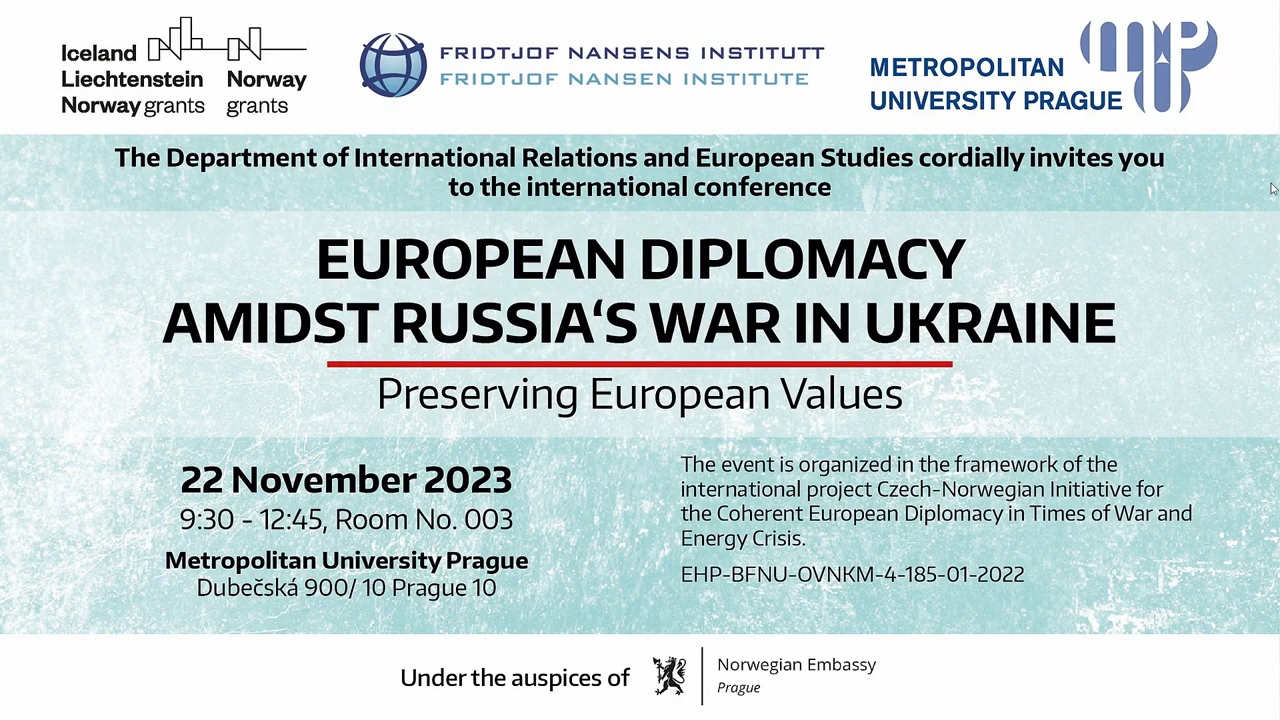 Iceland
Liechtenstein
Norway grants
Norway
grants
FRIDTJOF NANSENS INSTITUTT
FRIDTJOF NANSEN INSTITUTE
METROPOLITAN
UNIVERSITY PRAGUE
mup
The Department of International Relations and European Studies cordially invites you
to the international conference
EUROPEAN DIPLOMACY
AMIDST RUSSIA‘S WAR IN UKRAINE
Preserving European Values
22 November 2023
9:30 - 12:45, Room No. 003
Metropolitan University Prague
Dubečská 900/ 10 Prague 10
The event is organized in the framework of the
international project Czech-Norwegian Initiative for
the Coherent European Diplomacy in Times of War and
Energy Crisis.
EHP-BFNU-OVNKM-4-185-01-2022
Under the auspices of
Norwegian Embassy
Prague